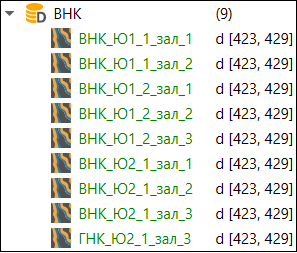 ВНК (9)
ВНК_Ю1_1_зал_1 d [423, 429]
ВНК_Ю1_1_зал_2 d [423, 429]
ВНК_Ю1_2_зал_1 d [423, 429]
ВНК_Ю1_2_зал_2 d [423, 429]
ВНК_Ю1_2_зал_3 d [423, 429]
ВНК_Ю2_1_зал_1 d [423, 429]
ВНК_Ю2_1_зал_2 d [423, 429]
ВНК_Ю2_1_зал_3 d [423, 429]
ГНК_Ю2_1_зал_3 d [423, 429]